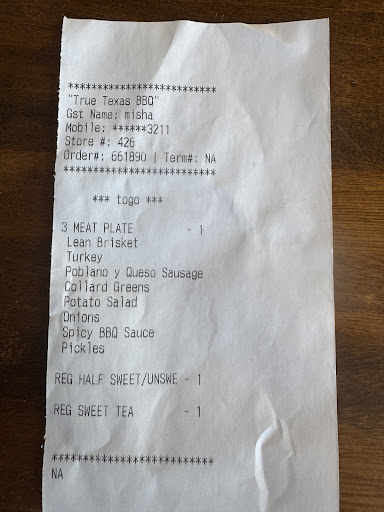 **************************
"True Texas BBQ"
Gst Name: misha
Mobile: ******3211
Store #: 426
Order#: 661890 | Term#: NA
**************************
*** togo ***
3 MEAT PLATE - 1
Lean Brisket
Turkey
Poblano y Queso Sausage
Collard Greens
Potato Salad
Onions
Spicy BBQ Sauce
Pickles
REG HALF SWEET/UNSWE - 1
REG SWEET TEA - 1
**************************
NA